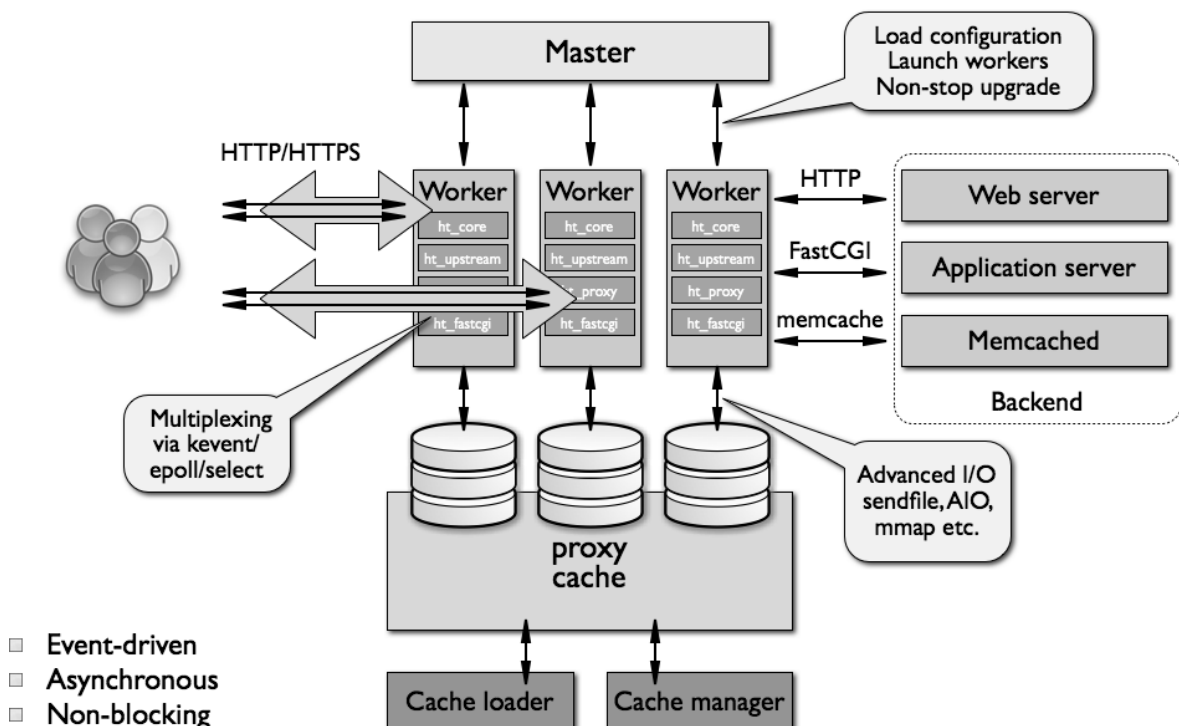 Master
Load configuration
Launch workers
Non-stop upgrade
HTTP/HTTPS
Worker
ht_core
ht_upstream
ht_fastcgi
Worker
ht_core
ht_upstream
ht_proxy
ht_fastcgi
Worker
ht_core
ht_upstream
ht_proxy
ht_fastcgi
HTTP
FastCGI
memcache
Web server
Application server
Memcached
Backend
Multiplexing
via kevent/
epoll/select
Advanced I/O
sendfile, AIO,
mmap etc.
proxy
cache
Cache loader
Cache manager
Event-driven
Asynchronous
Non-blocking